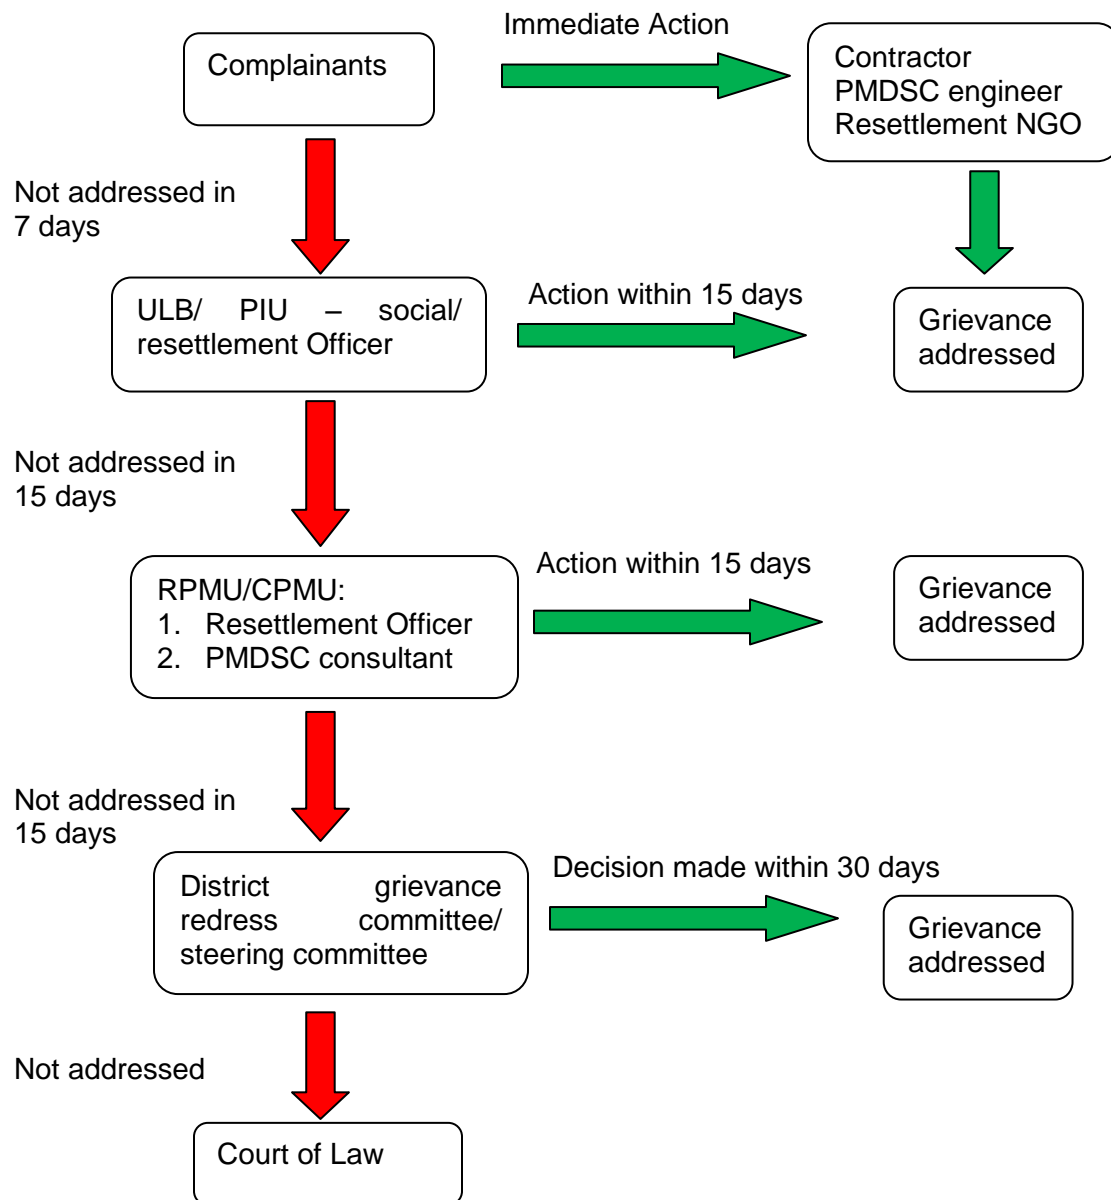 Immediate Action
Complainants
Contractor
PMDSC engineer
Resettlement NGO
Not addressed in
7 days
ULB/ PIU – social/
resettlement Officer
Action within 15 days
Grievance
addressed
Not addressed in
15 days
RPMU/CPMU:
1. Resettlement Officer
2. PMDSC consultant
Action within 15 days
Grievance
addressed
Not addressed in
15 days
District grievance
redress committee/
steering committee
Decision made within 30 days
Grievance
addressed
Not addressed
Court of Law